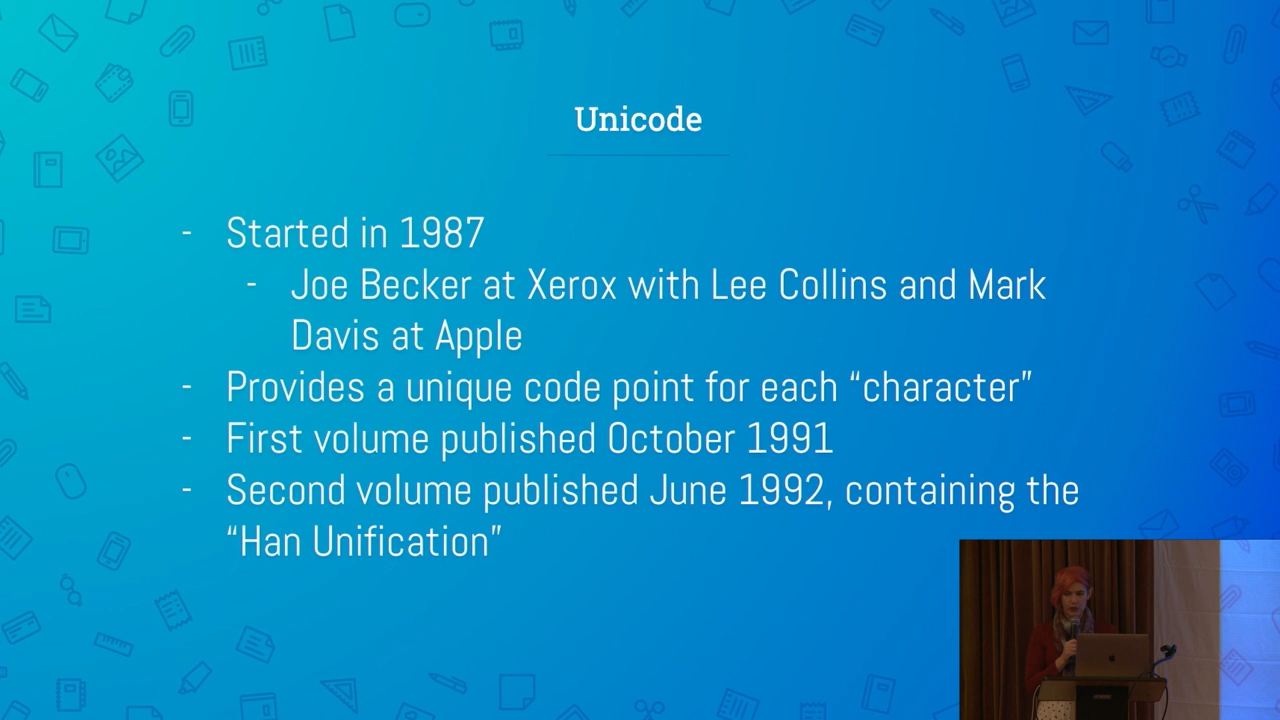 Unicode
- Started in 1987
- Joe Becker at Xerox with Lee Collins and Mark
Davis at Apple
- Provides a unique code point for each “character”
- First volume published October 1991
- Second volume published June 1992, containing the
“Han Unification”